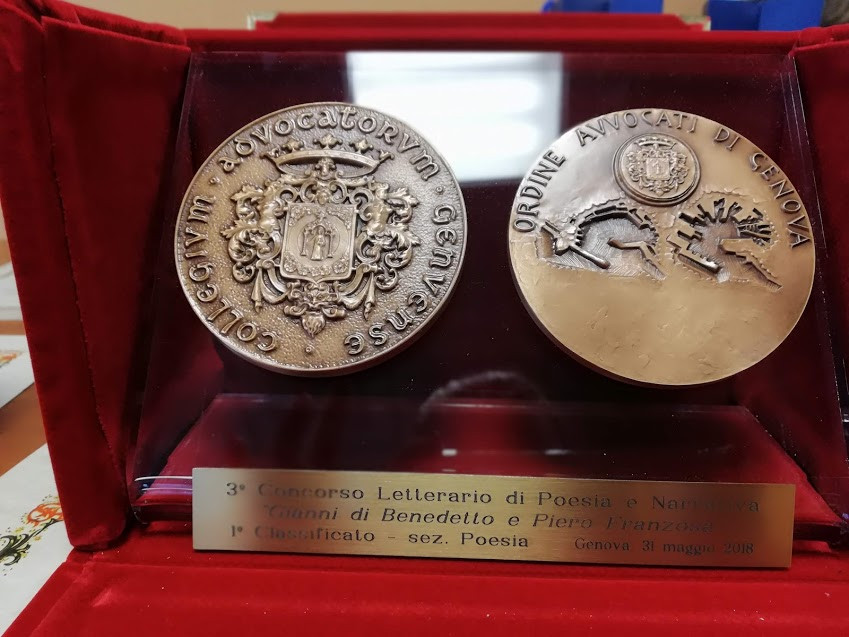 COLLEGIVM · ADVOCATORVM · GENVENSE ·
ORDINE AVVOCATI DI GENOVA
3° Concorso Letterario di Poesia e Narrativa
"Gianni di Benedetto e Piero Franzosa"
1° Classificato - sez. Poesia Genova, 31 maggio 2018